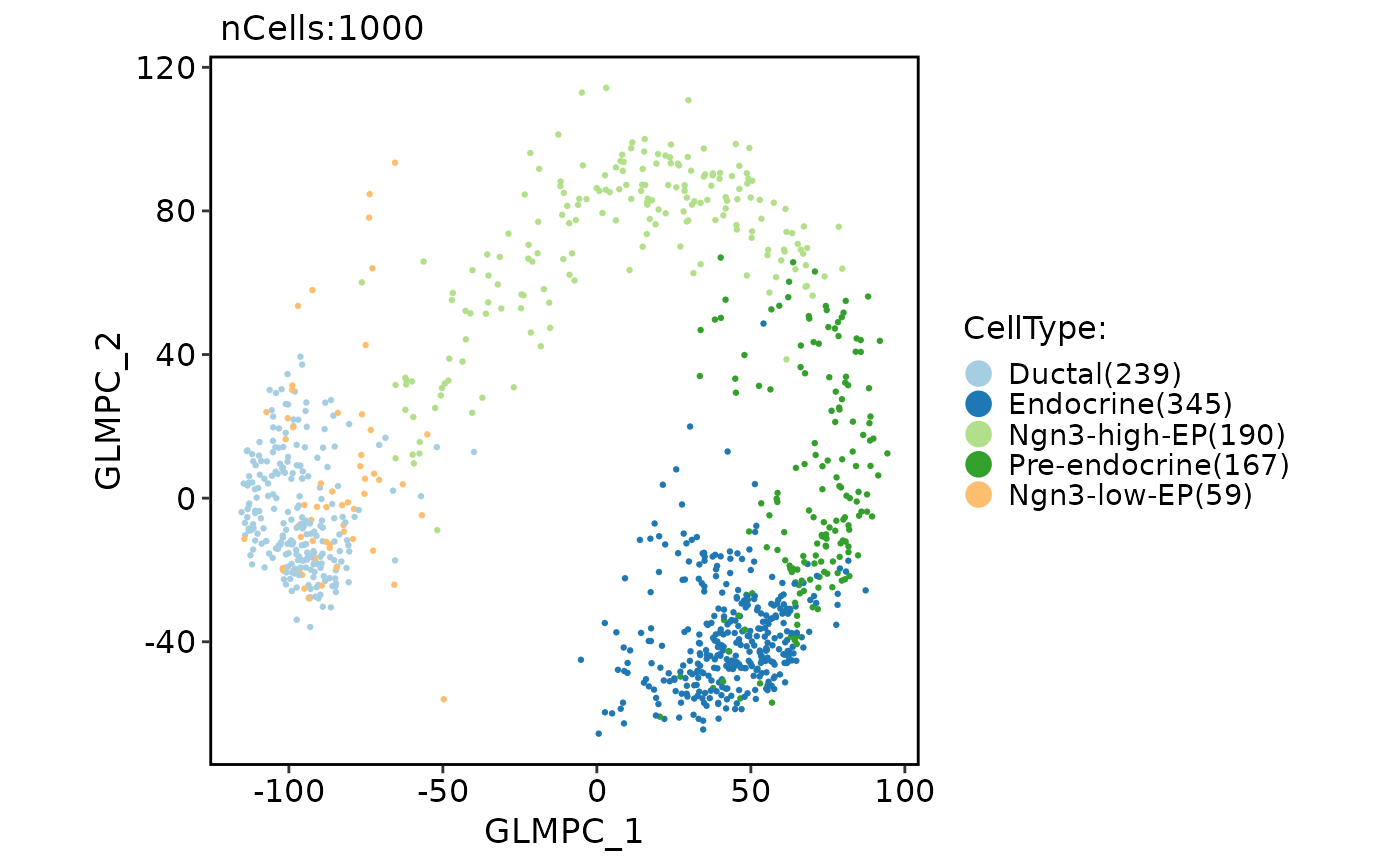 nCells:1000
120
80
40
0
-40
GLMPC_2
-100
-50
0
50
100
GLMPC_1
CellType:
Ductal(239)
Endocrine(345)
Ngn3-high-EP(190)
Pre-endocrine(167)
Ngn3-low-EP(59)